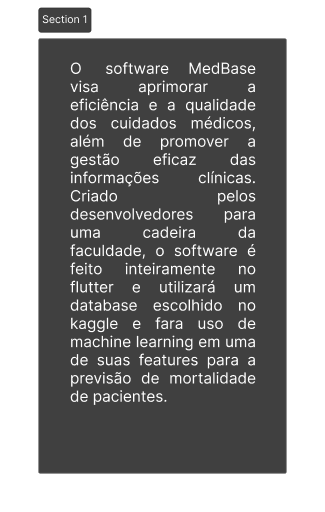 Section 1
O software MedBase
visa aprimorar a
eficiência e a qualidade
dos cuidados médicos,
além de promover a
gestão eficaz das
informações clínicas.
Criado pelos
desenvolvedores para
uma cadeira da
faculdade, o software é
feito inteiramente no
flutter e utilizará um
database escolhido no
kaggle e fara uso de
machine learning em uma
de suas features para a
previsão de mortalidade
de pacientes.